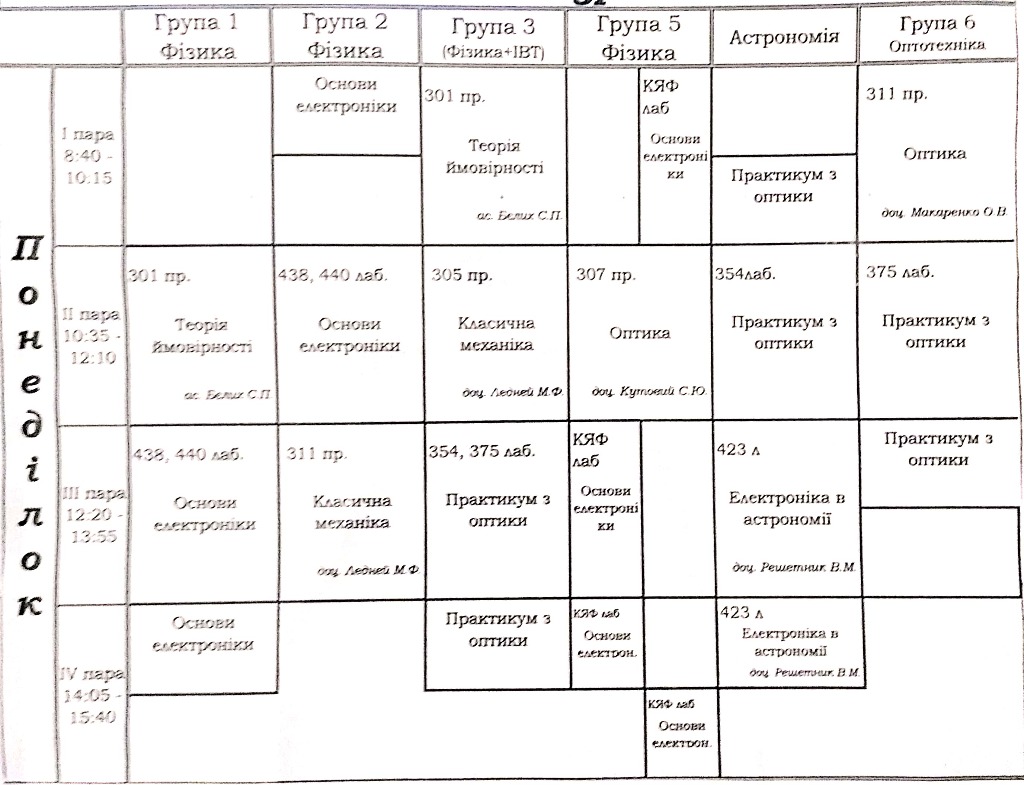 Група 1
Фізика
Група 2
Фізика
Група 3
(Фізика+ІВТ)
Група 5
Фізика
Астрономія
Група 6
Оптотехніка
Понеділок
I пара
8:40 -
10:15
Основи
електроніки
301 пр.
Теорія
ймовірності
ас. Белих С.П.
КЯФ
лаб
Основи
електроні
ки
Практикум з
оптики
311 пр.
Оптика
доц. Макаренко О.В.
II пара
10:35 -
12:10
301 пр.
Теорія
ймовірності
ас. Белих С.П
438, 440 лаб.
Основи
електроніки
305 пр.
Класична
механіка
доц. Ледней М.Ф.
307 пр.
Оптика
доц. Кутовий С.Ю.
354лаб.
Практикум з
оптики
375 лаб.
Практикум з
оптики
III пара
12:20 -
13:55
438, 440 лаб.
Основи
електроніки
311 пр.
Класична
механіка
доц. Ледней М.Ф
354, 375 лаб.
Практикум з
оптики
КЯФ
лаб
Основи
електроні
ки
423 л
Електроніка в
астрономії
доц. Решетник В.М.
Практикум з
оптики
IV пара
14:05 -
15:40
Основи
електроніки
Практикум з
оптики
КЯФ лаб
Основи
електрон.
КЯФ лаб
Основи
електрон.
423 л
Електроніка в
астрономії
доц. Решетник В.М.